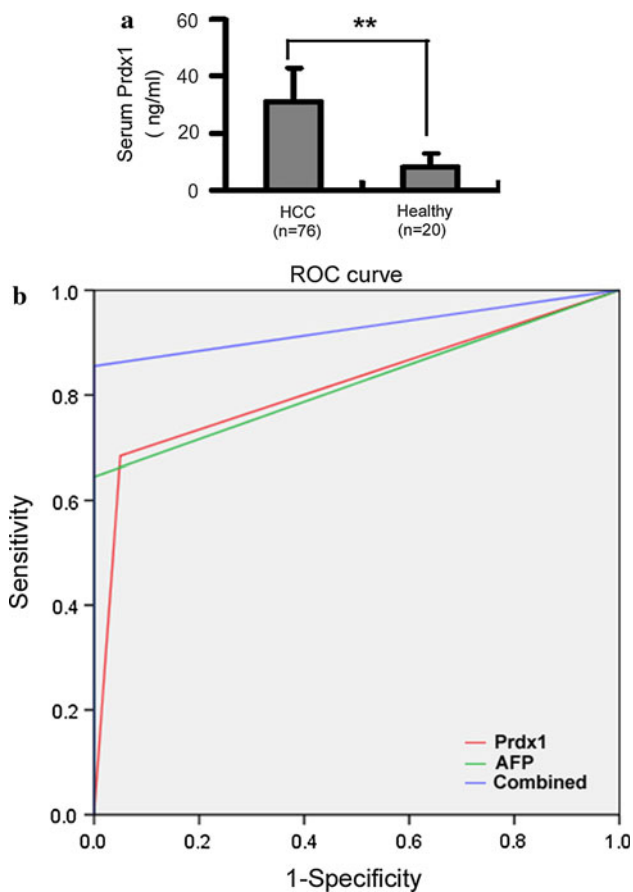 a
**
Serum Prdx1
( ng/ml)
60
40
20
0
HCC
(n=76)
Healthy
(n=20)
b
ROC curve
1.0
0.8
0.6
0.4
0.2
0.0
Sensitivity
Prdx1
AFP
Combined
0.0 0.2 0.4 0.6 0.8 1.0
1-Specificity